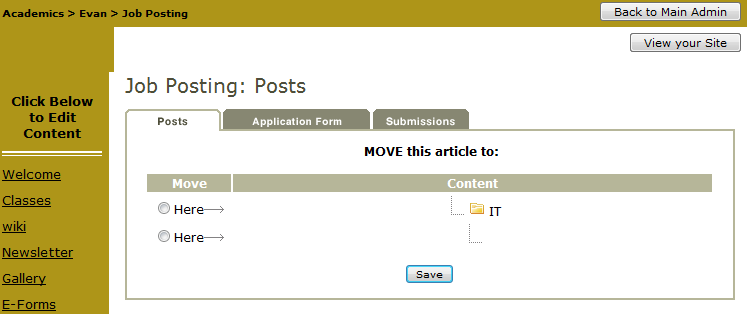 Academics > Evan > Job Posting
Back to Main Admin
View your Site
Click Below
to Edit
Content
Welcome
Classes
wiki
Newsletter
Gallery
E-Forms
Job Posting: Posts
Posts Application Form Submissions
MOVE this article to:
Move Content
Here IT
Here
Save